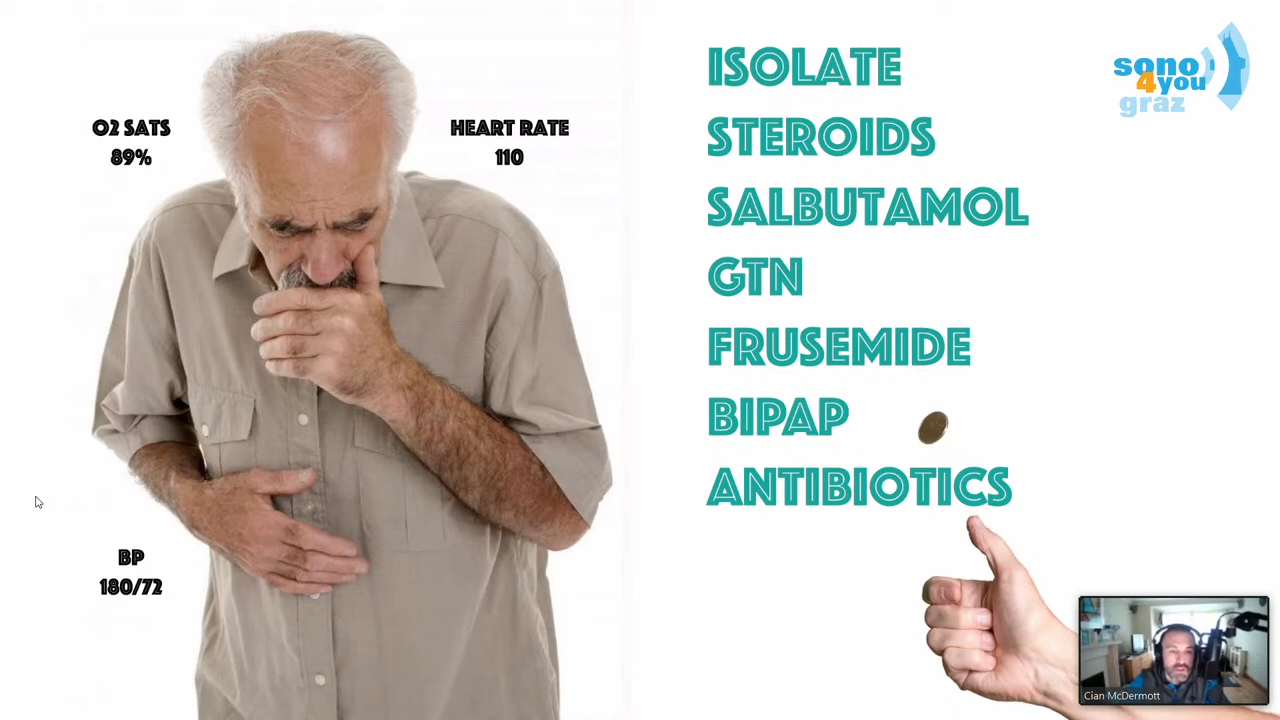 O2 SATS
89%
HEART RATE
110
BP
180/72
ISOLATE
STEROIDS
SALBUTAMOL
GTN
FRUSEMIDE
BIPAP
ANTIBIOTICS
sono
4you
graz
Cian McDermott